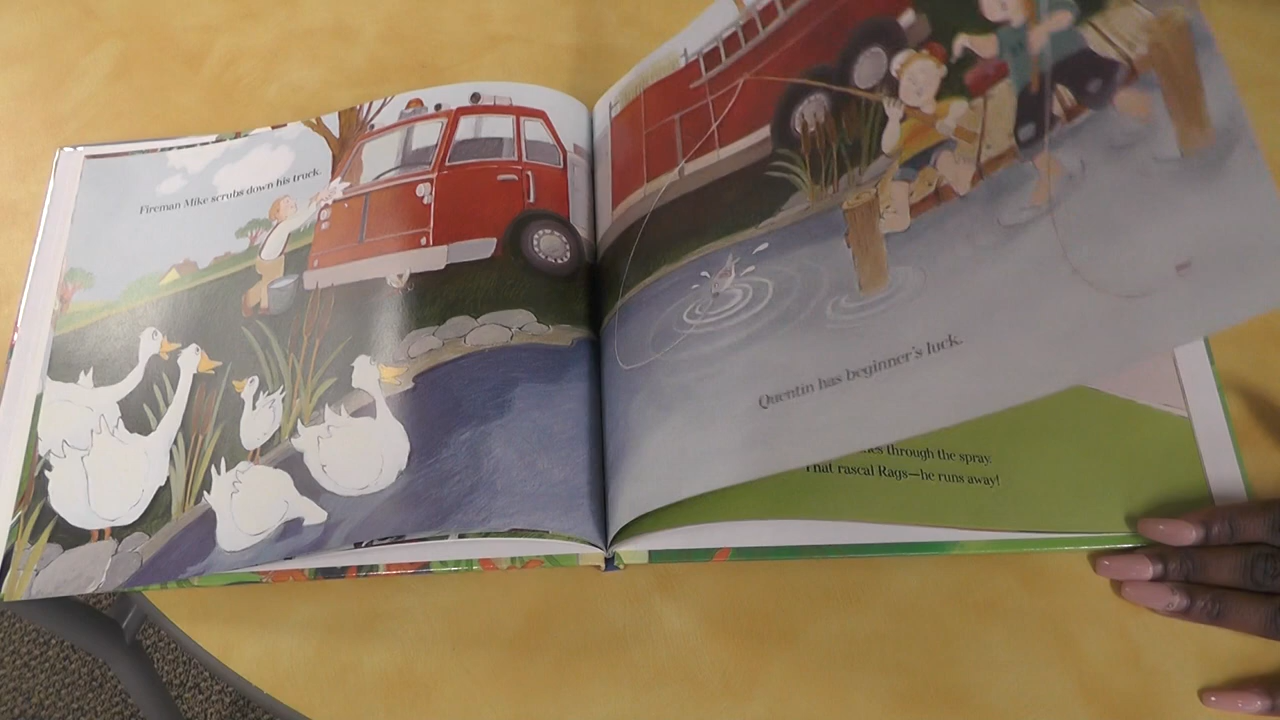 Fireman Mike scrubs down his truck.
Quentin has beginner's luck.
through the spray.
That rascal Rags—he runs away!